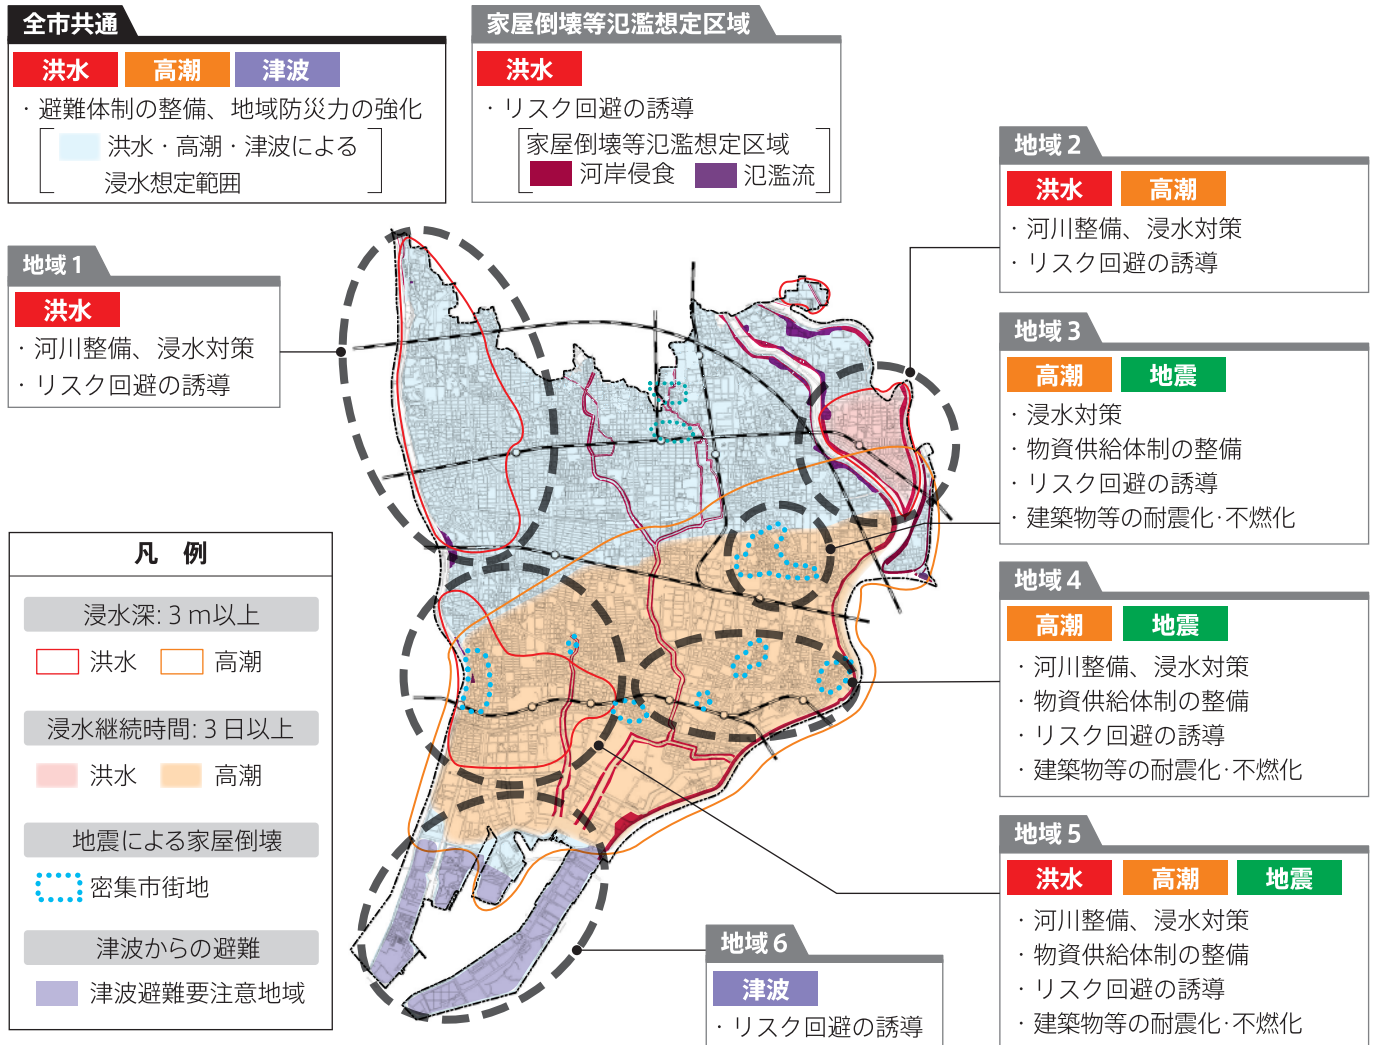 全市共通
洪水 高潮 津波
・避難体制の整備、地域防災力の強化
洪水・高潮・津波による
浸水想定範囲
家屋倒壊等氾濫想定区域
洪水
・リスク回避の誘導
家屋倒壊等氾濫想定区域
河岸侵食 氾濫流
地域1
洪水
・河川整備、浸水対策
・リスク回避の誘導
地域2
洪水 高潮
・河川整備、浸水対策
・リスク回避の誘導
地域3
高潮 地震
・浸水対策
・物資供給体制の整備
・リスク回避の誘導
・建築物等の耐震化・不燃化
地域4
高潮 地震
・河川整備、浸水対策
・物資供給体制の整備
・リスク回避の誘導
・建築物等の耐震化・不燃化
地域5
洪水 高潮 地震
・河川整備、浸水対策
・物資供給体制の整備
・リスク回避の誘導
・建築物等の耐震化・不燃化
地域6
津波
・リスク回避の誘導
凡 例
浸水深:3m以上
洪水 高潮
浸水継続時間:3日以上
洪水 高潮
地震による家屋倒壊
密集市街地
津波からの避難
津波避難要注意地域